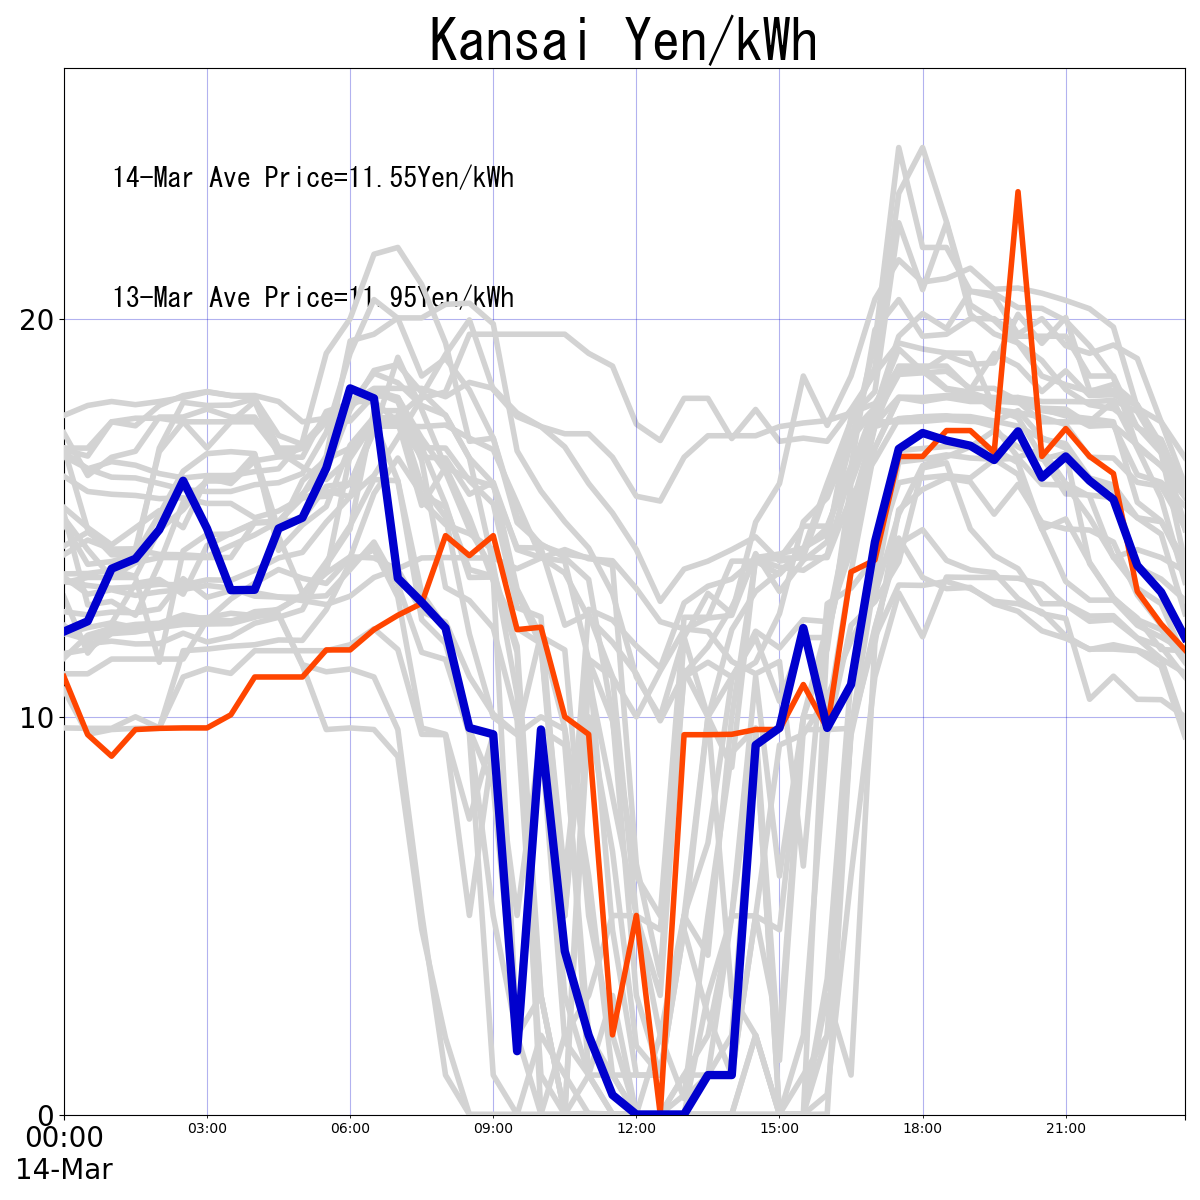 Kansai Yen/kWh
14-Mar Ave Price=11.55Yen/kWh
13-Mar Ave Price=11.95Yen/kWh
20
10
0
00:00 03:00 06:00 09:00 12:00 15:00 18:00 21:00
14-Mar